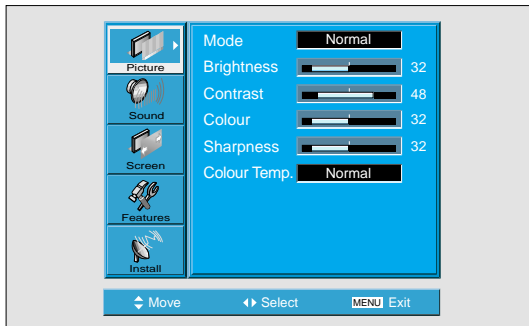 Picture
Sound
Screen
Features
Install
Mode Normal
Brightness 32
Contrast 48
Colour 32
Sharpness 32
Colour Temp. Normal
Move Select MENU Exit